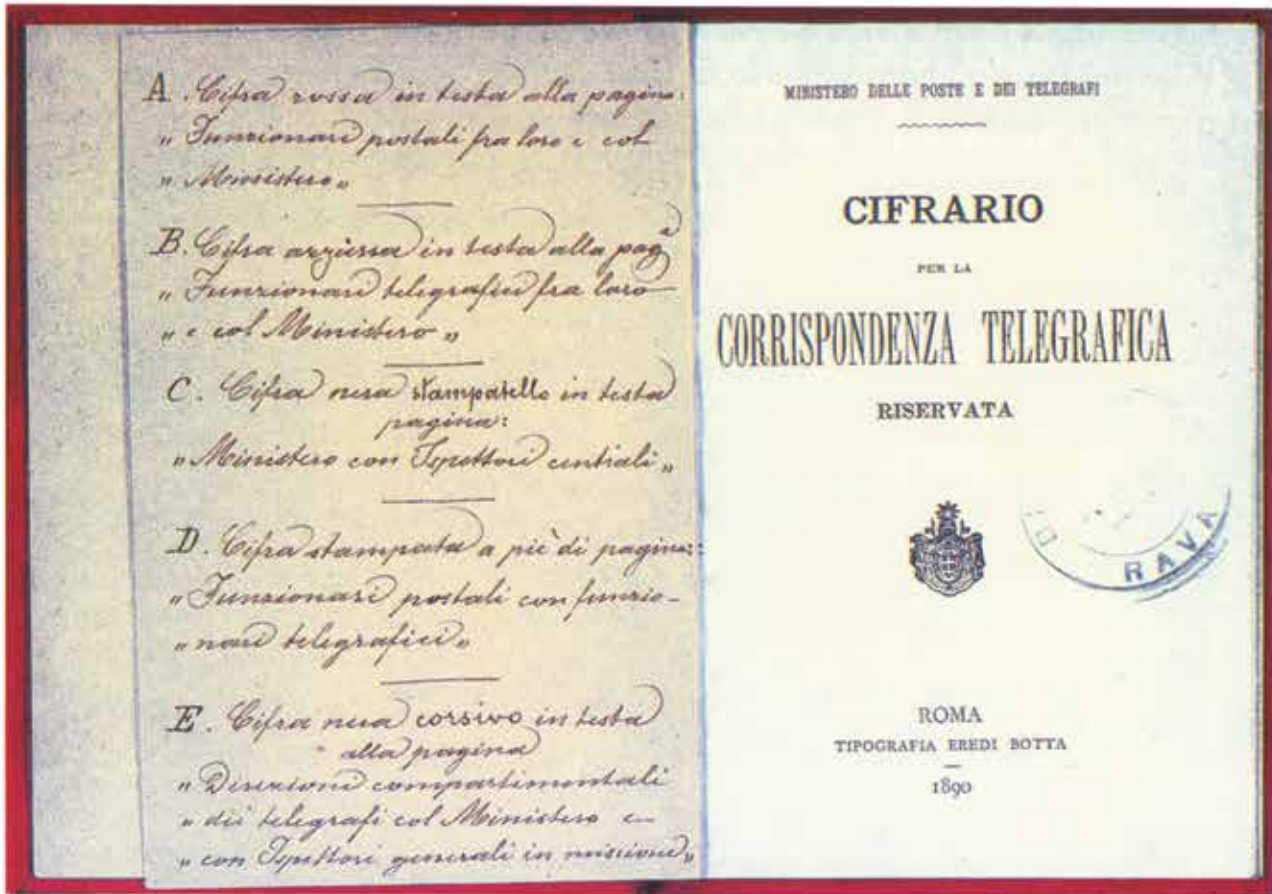 A. Cifra rossa in testa alla pagina:
„ Funzionari postali fra loro e col
„ Ministero „
B. Cifra azzurra in testa alla pagᵃ
„ Funzionari telegrafici fra loro
„ e col Ministero „
C. Cifra nera stampatello in testa
pagina:
„ Ministero con Ispettori centrali „
D. Cifra stampata a piè di pagina:
„ Funzionari postali con funzio-
„ nari telegrafici „
E. Cifra nera corsivo in testa
alla pagina
„ Direzioni compartimentali
„ dei telegrafi col Ministero e
„ con Ispettori generali in missione „
MINISTERO DELLE POSTE E DEI TELEGRAFI
CIFRARIO
PER LA
CORRISPONDENZA TELEGRAFICA
RISERVATA
RAVA
ROMA
TIPOGRAFIA EREDI BOTTA
1890